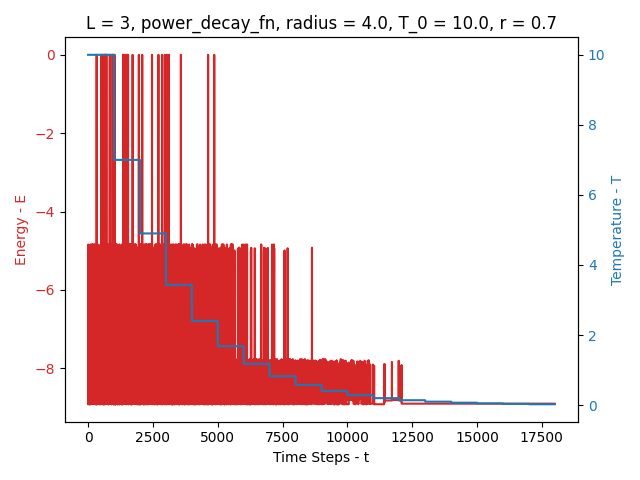 L = 3, power_decay_fn, radius = 4.0, T_0 = 10.0, r = 0.7
0
−2
−4
−6
−8
Energy - E
10
8
6
4
2
0
Temperature - T
0 2500 5000 7500 10000 12500 15000 17500
Time Steps - t